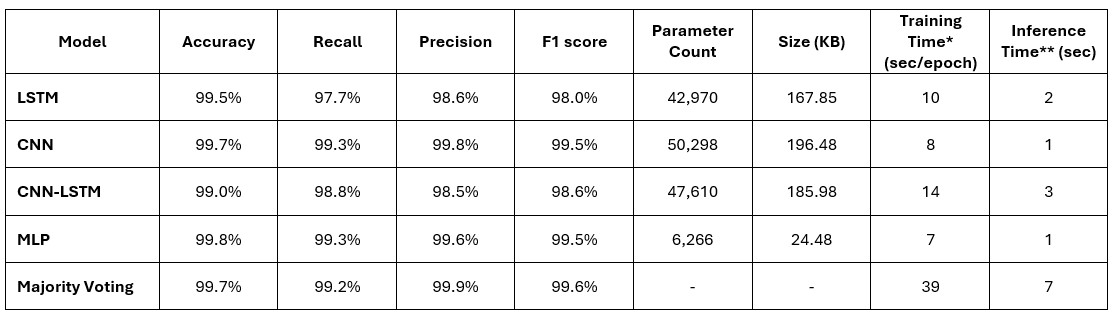 Model Accuracy Recall Precision F1 score Parameter Count Size (KB) Training Time* (sec/epoch) Inference Time** (sec)
LSTM 99.5% 97.7% 98.6% 98.0% 42,970 167.85 10 2
CNN 99.7% 99.3% 99.8% 99.5% 50,298 196.48 8 1
CNN-LSTM 99.0% 98.8% 98.5% 98.6% 47,610 185.98 14 3
MLP 99.8% 99.3% 99.6% 99.5% 6,266 24.48 7 1
Majority Voting 99.7% 99.2% 99.9% 99.6% - - 39 7